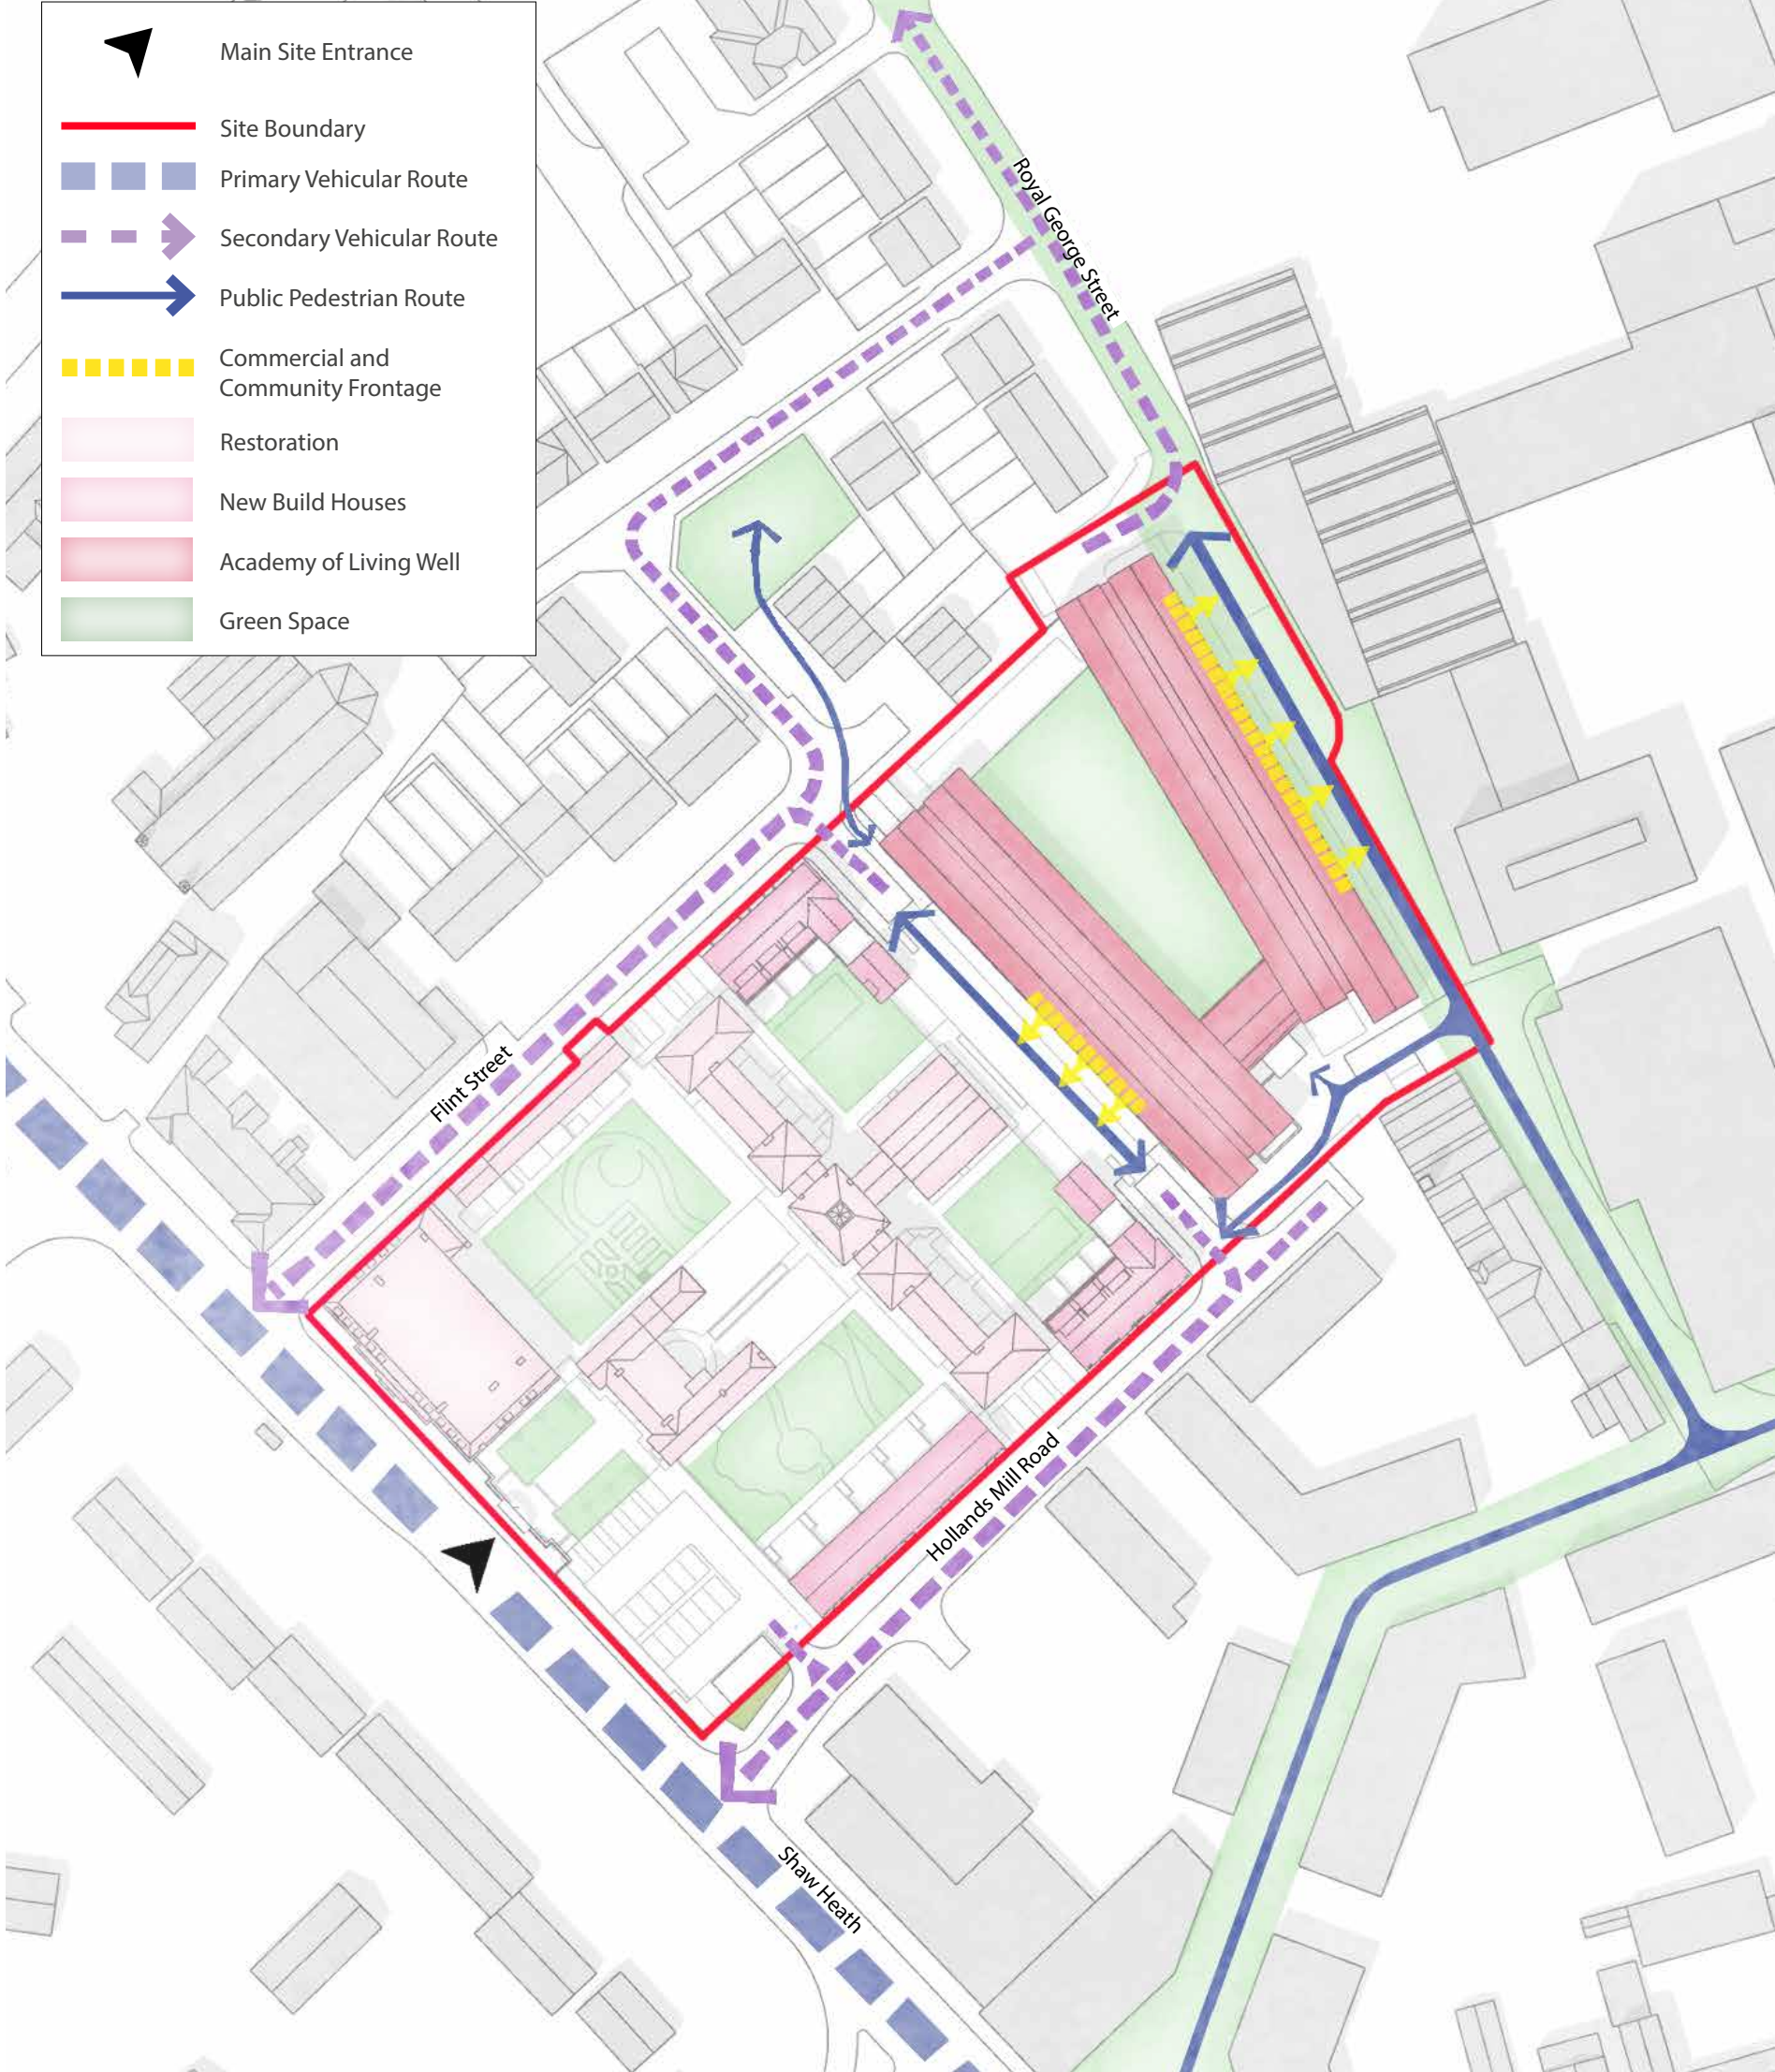 Main Site Entrance
Site Boundary
Primary Vehicular Route
Secondary Vehicular Route
Public Pedestrian Route
Commercial and
Community Frontage
Restoration
New Build Houses
Academy of Living Well
Green Space
Royal George Street
Flint Street
Hollands Mill Road
Shaw Heath